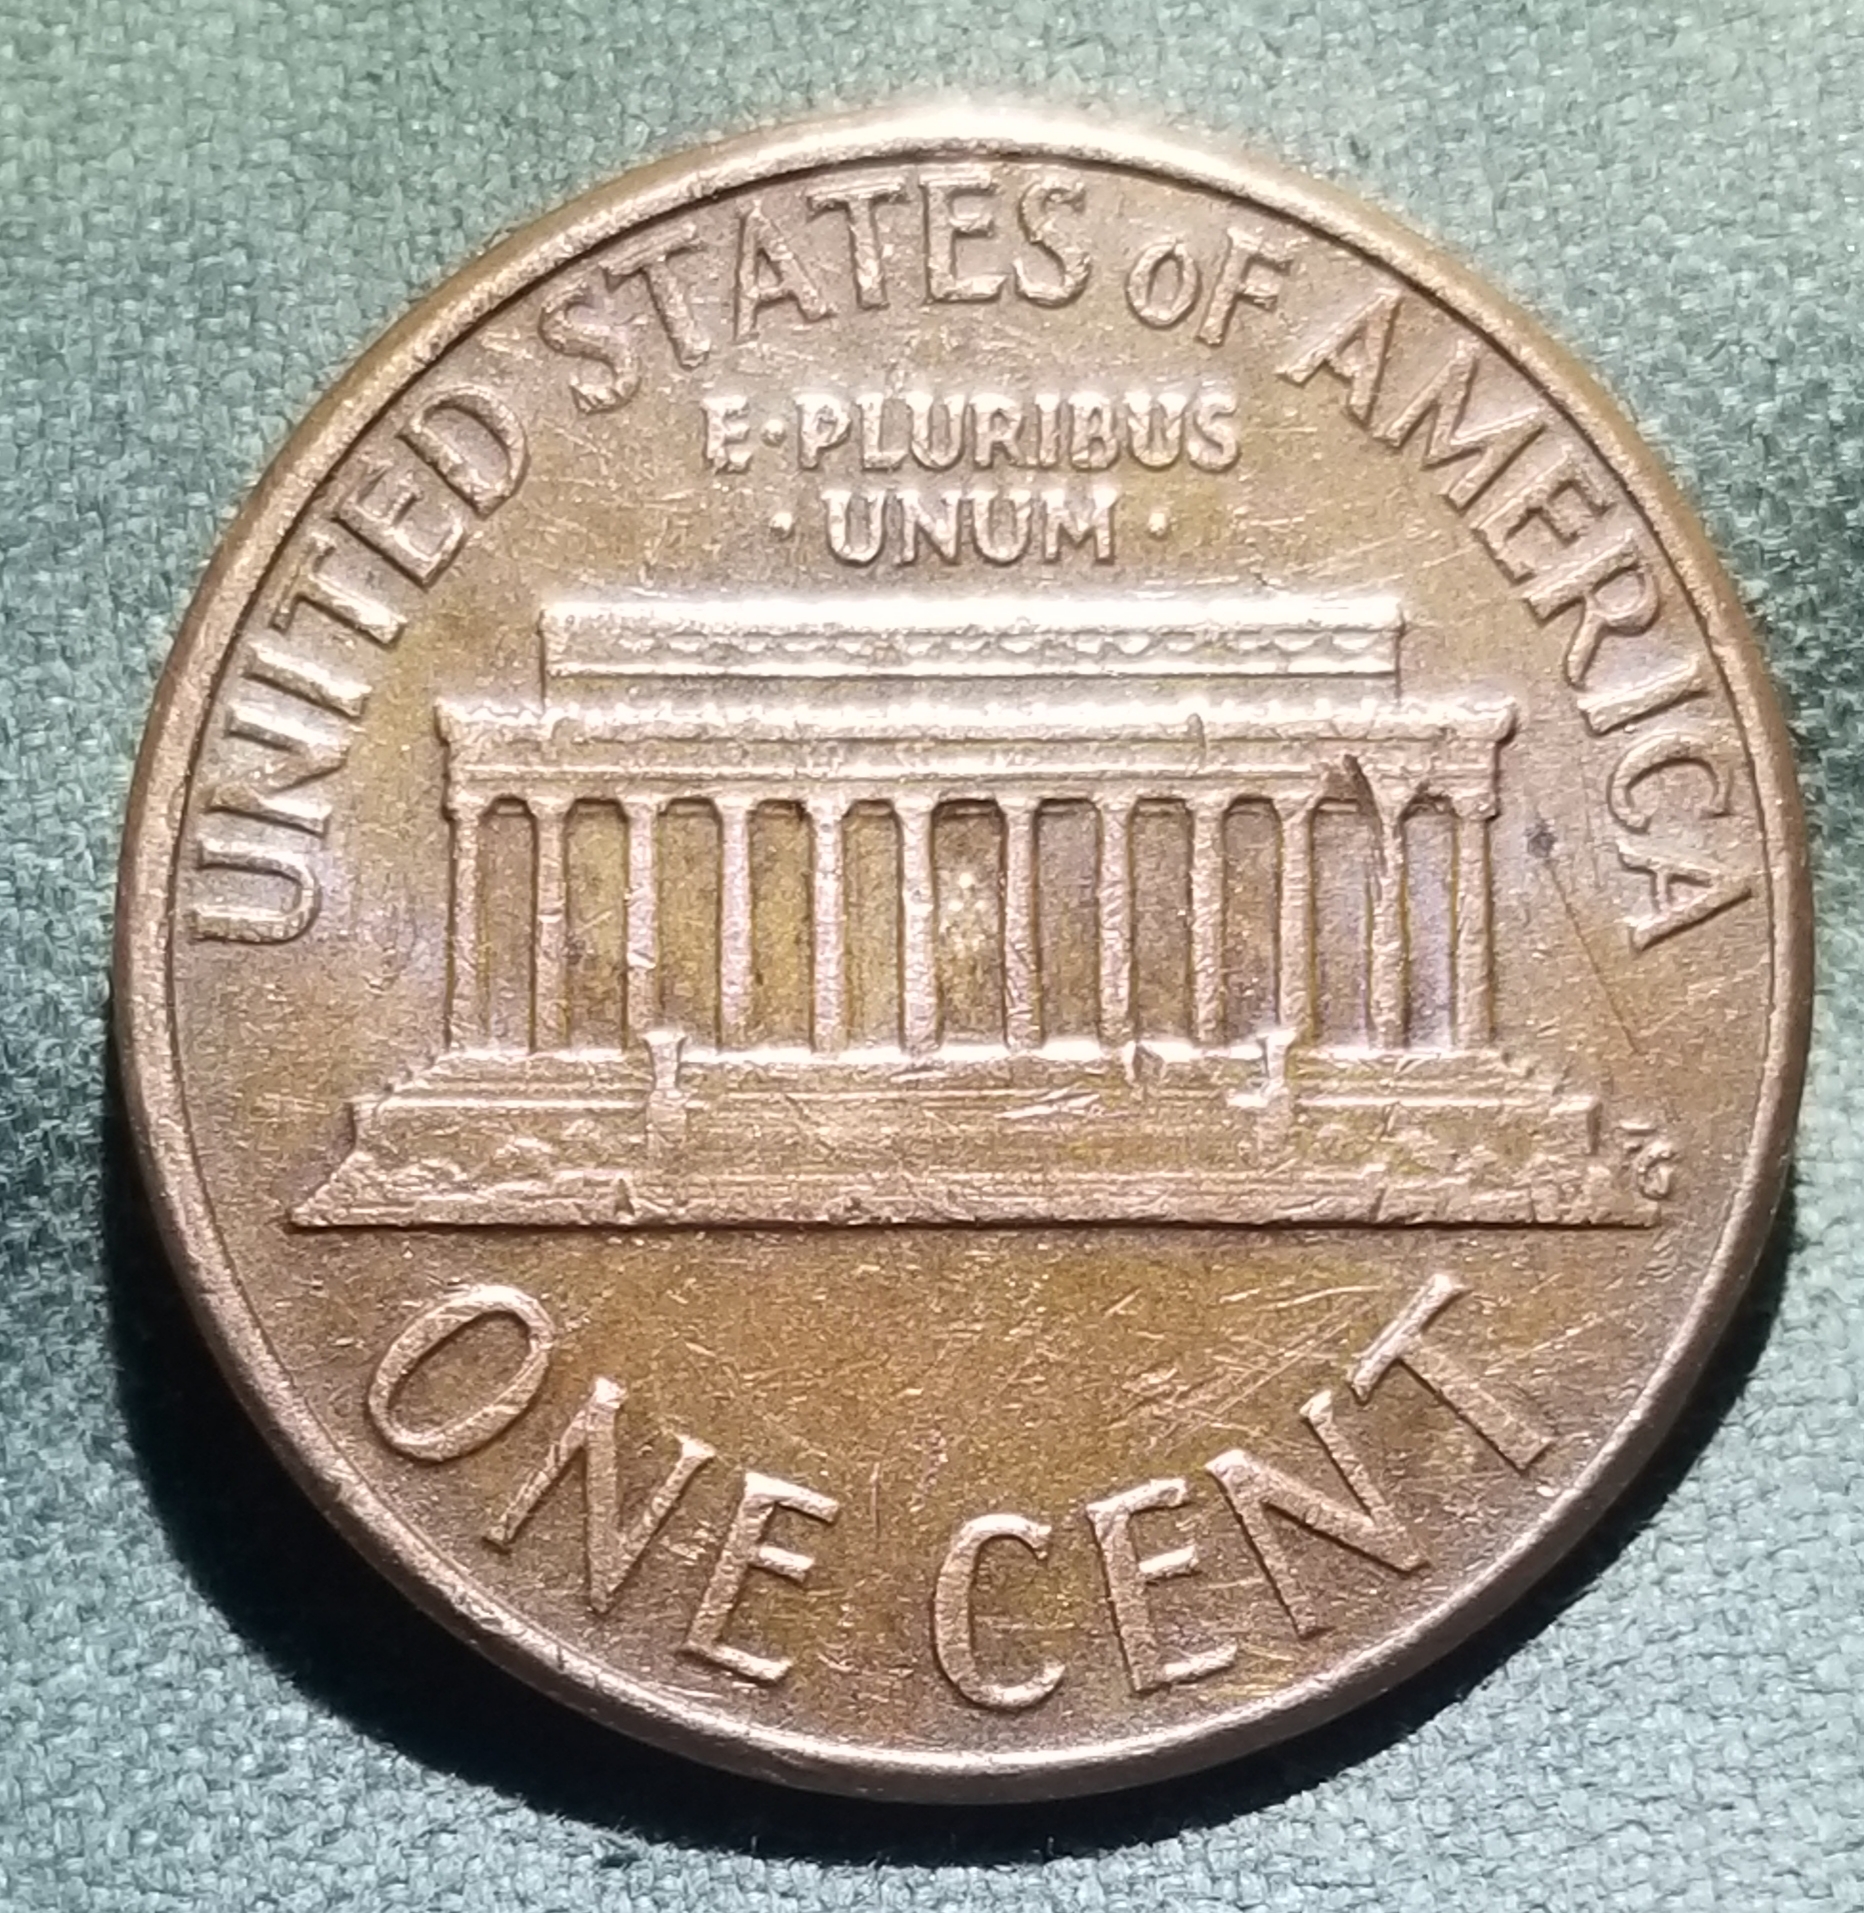 UNITED STATES OF AMERICA
E·PLURIBUS
·UNUM·
FG
ONE CENT